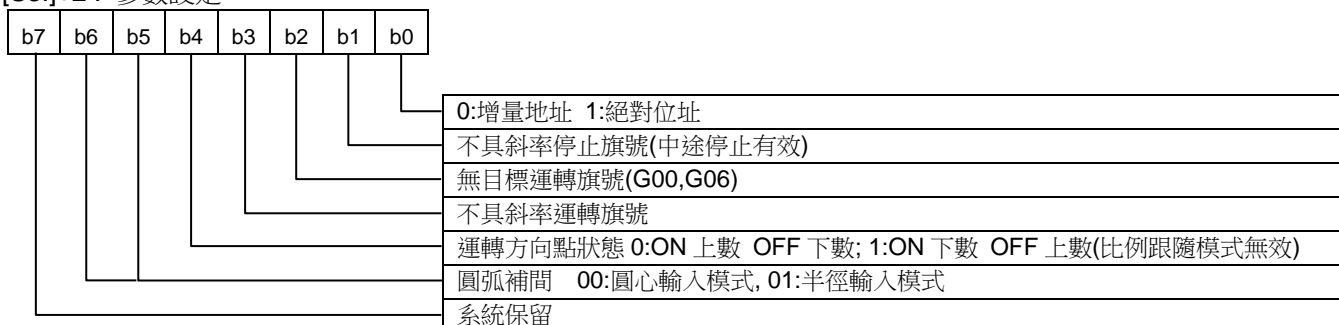 b7 b6 b5 b4 b3 b2 b1 b0
0:增量地址 1:絕對位址
不具斜率停止旗號(中途停止有效)
無目標運轉旗號(G00,G06)
不具斜率運轉旗號
運轉方向點狀態 0:ON 上數 OFF 下數; 1:ON 下數 OFF 上數(比例跟隨模式無效)
圓弧補間 00:圓心輸入模式, 01:半徑輸入模式
系統保留